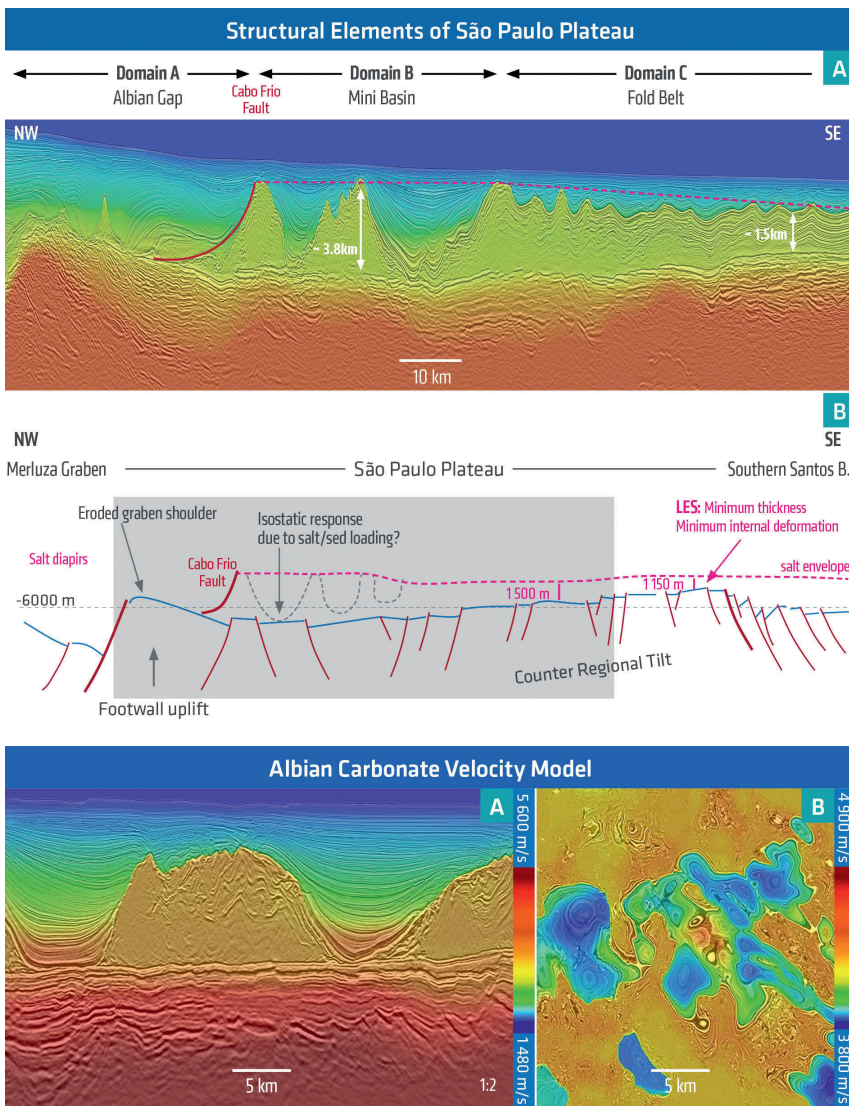 Structural Elements of São Paulo Plateau
A
Domain A
Albian Gap
Cabo Frio
Fault
Domain B
Mini Basin
Domain C
Fold Belt
NW
SE
~ 3.8km
~ 1.5km
10 km
B
NW
SE
Merluza Graben
São Paulo Plateau
Southern Santos B.
Eroded graben shoulder
Isostatic response
due to salt/sed loading?
LES: Minimum thickness
Minimum internal deformation
Salt diapirs
Cabo Frio
Fault
salt envelope
1 500 m
1 150 m
-6000 m
Counter Regional Tilt
Footwall uplift
Albian Carbonate Velocity Model
A
5 600 m/s
1 480 m/s
5 km
1:2
B
4 900 m/s
3 800 m/s
5 km